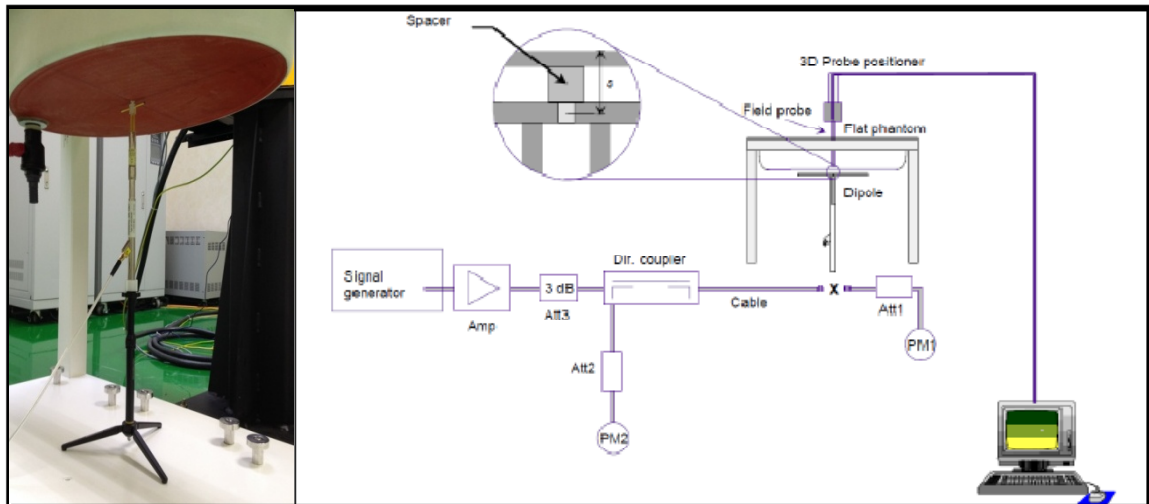 Spacer
s
3D Probe positioner
Field probe
Flat phantom
Dipole
Signal
generator
Amp
3 dB
Att3
Dir. coupler
Cable
X
Att1
PM1
Att2
PM2